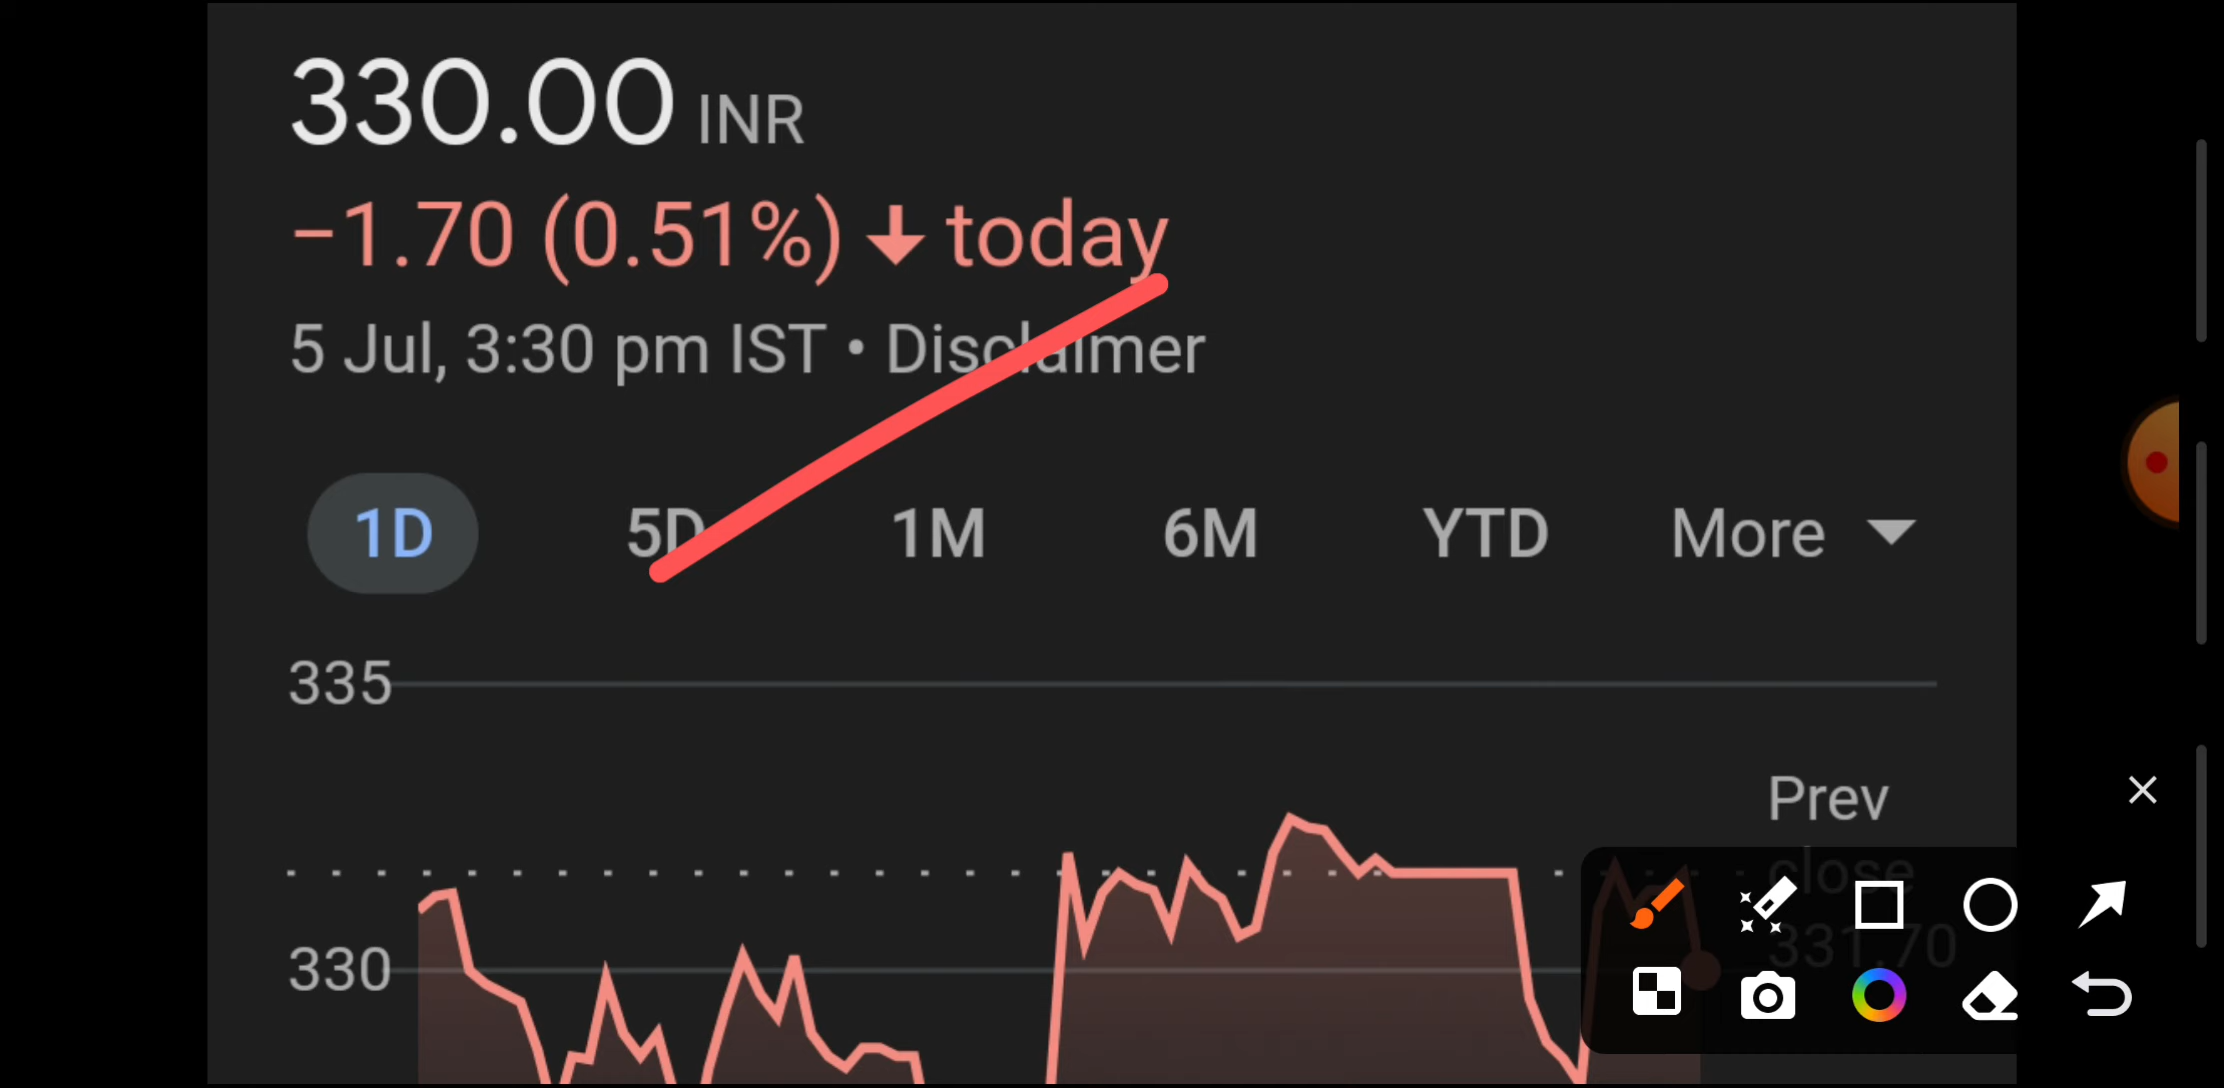 330.00 INR
−1.70 (0.51%) ↓ today
5 Jul, 3:30 pm IST • Disclaimer
1D 5D 1M 6M YTD More
335
Prev
close
331.70
330